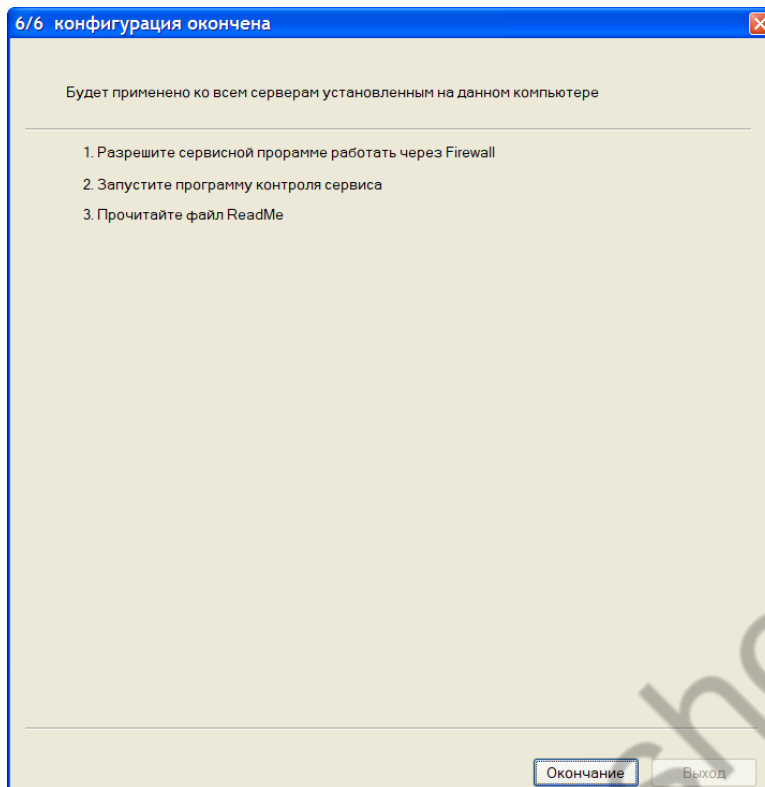 6/6 конфигурация окончена
Будет применено ко всем серверам установленным на данном компьютере
1. Разрешите сервисной прорамме работать через Firewall
2. Запустите программу контроля сервиса
3. Прочитайте файл ReadMe
Окончание Выход